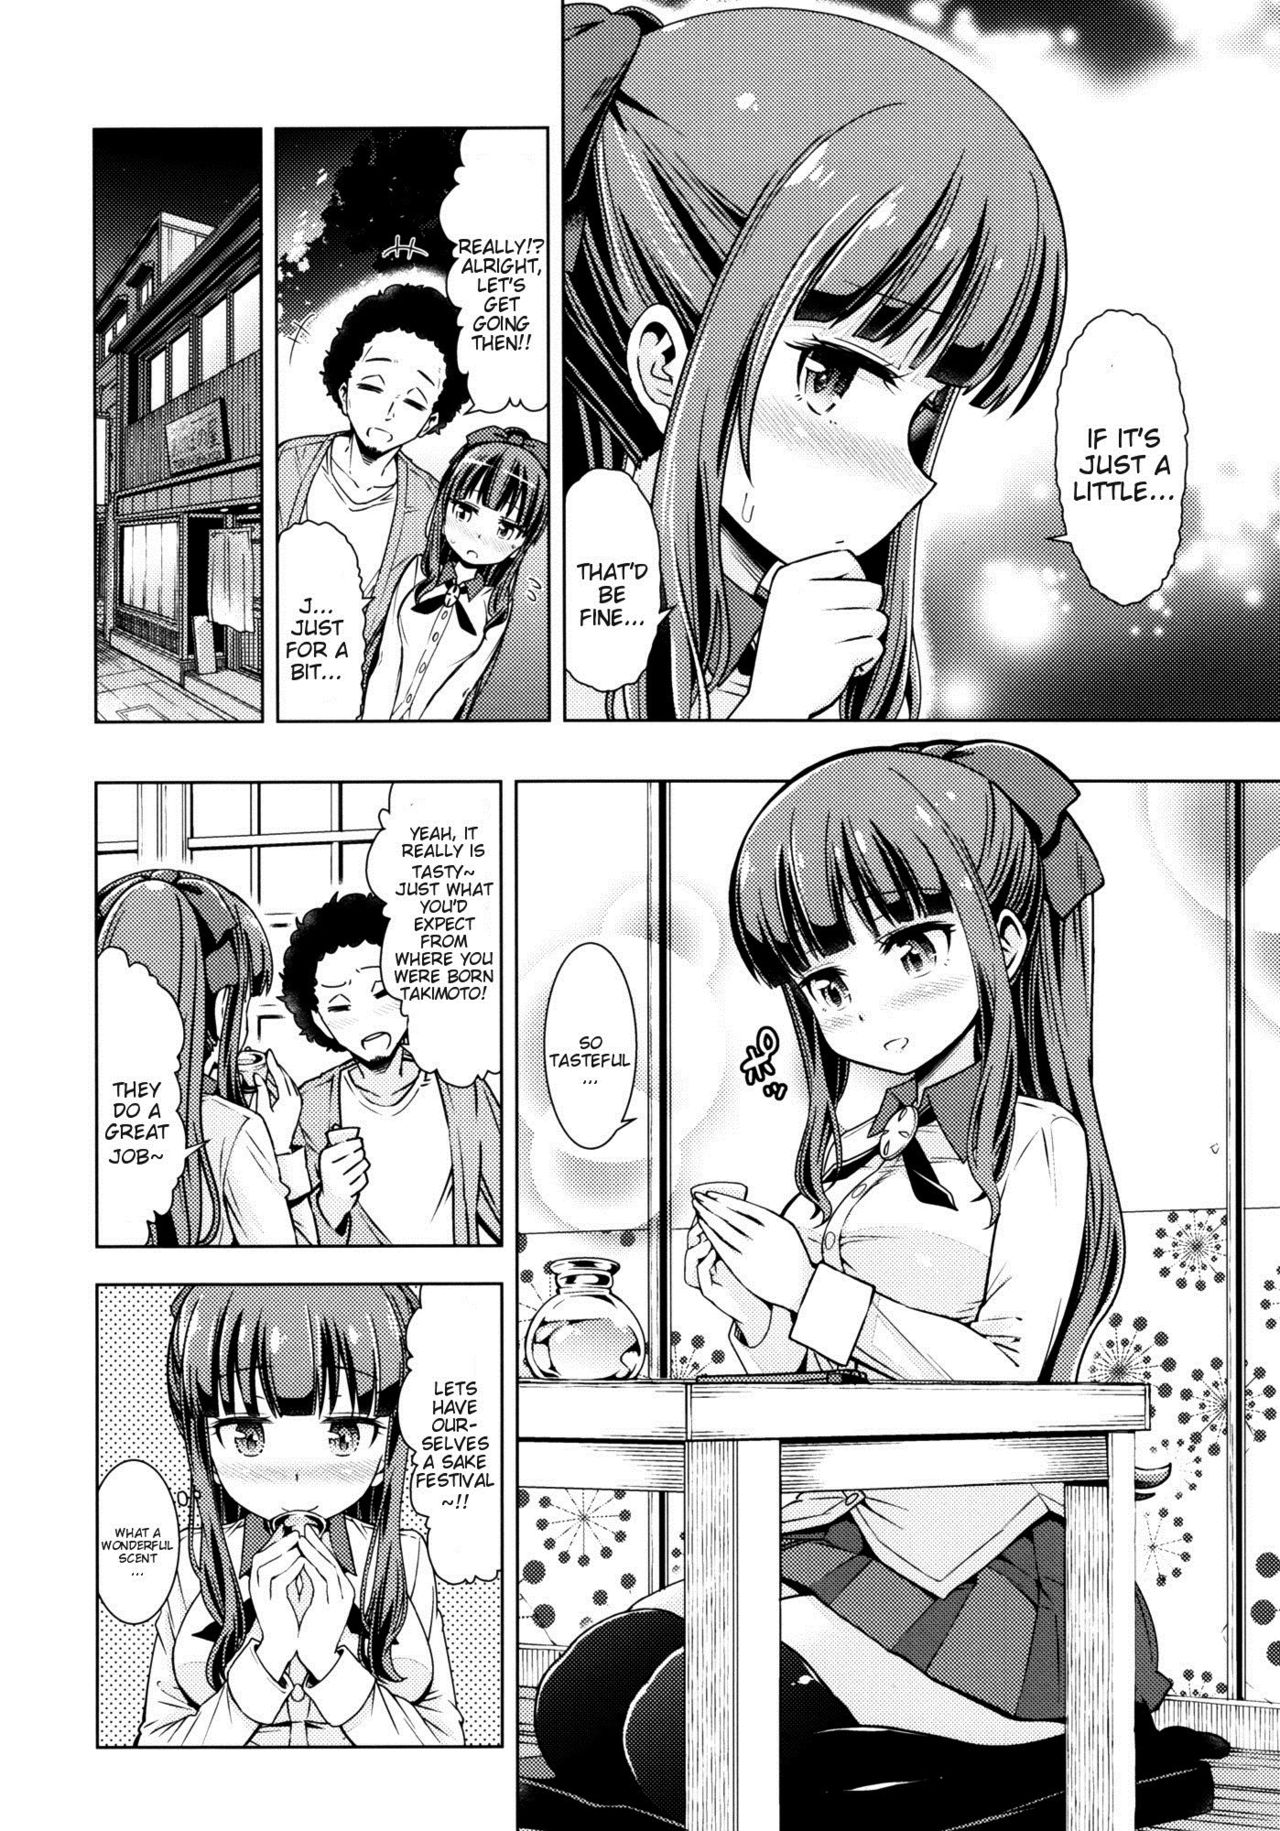 IF IT'S
JUST A
LITTLE...
THAT'D
BE
FINE...
REALLY!?
ALRIGHT,
LET'S
GET
GOING
THEN!!
J...
JUST
FOR A
BIT...
SO
TASTEFUL
...
ポ
ッ
YEAH, IT
REALLY IS
TASTY~
JUST WHAT
YOU'D
EXPECT
FROM
WHERE YOU
WERE BORN
TAKIMOTO!
THEY
DO A
GREAT
JOB~
LETS
HAVE
OUR-
SELVES
A SAKE
FESTIVAL
~!!
WHAT A
WONDERFUL
SCENT
...